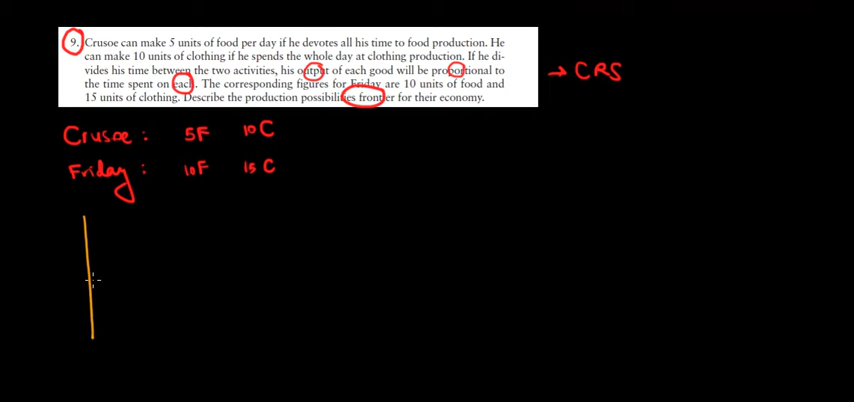 9. Crusoe can make 5 units of food per day if he devotes all his time to food production. He
can make 10 units of clothing if he spends the whole day at clothing production. If he di-
vides his time between the two activities, his output of each good will be proportional to
the time spent on each. The corresponding figures for Friday are 10 units of food and
15 units of clothing. Describe the production possibilities frontier for their economy.
→ CRS
Crusoe : 5F 10C
Friday : 10F 15C